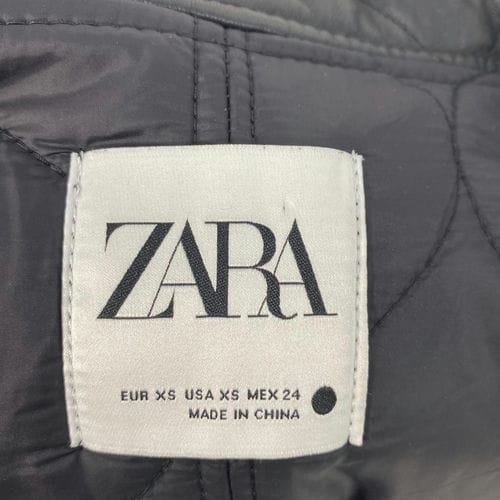 ZARA
EUR XS USA XS MEX 24
MADE IN CHINA